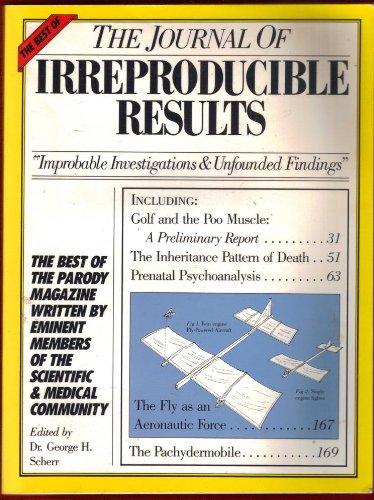 THE BEST OF
THE JOURNAL OF
IRREPRODUCIBLE
RESULTS
"Improbable Investigations & Unfounded Findings"
THE BEST OF
THE PARODY
MAGAZINE
WRITTEN BY
EMINENT
MEMBERS
OF THE
SCIENTIFIC
& MEDICAL
COMMUNITY
Edited by
Dr. George H.
Scherr
INCLUDING:
Golf and the Poo Muscle:
A Preliminary Report ......... 31
The Inheritance Pattern of Death .. 51
Prenatal Psychoanalysis ........ 63
Fig 1. Twin engine
Fly-Powered Aircraft
Fig 2. Single
engine fighter
The Fly as an
Aeronautic Force ........... 167
The Pachydermobile ......... 169